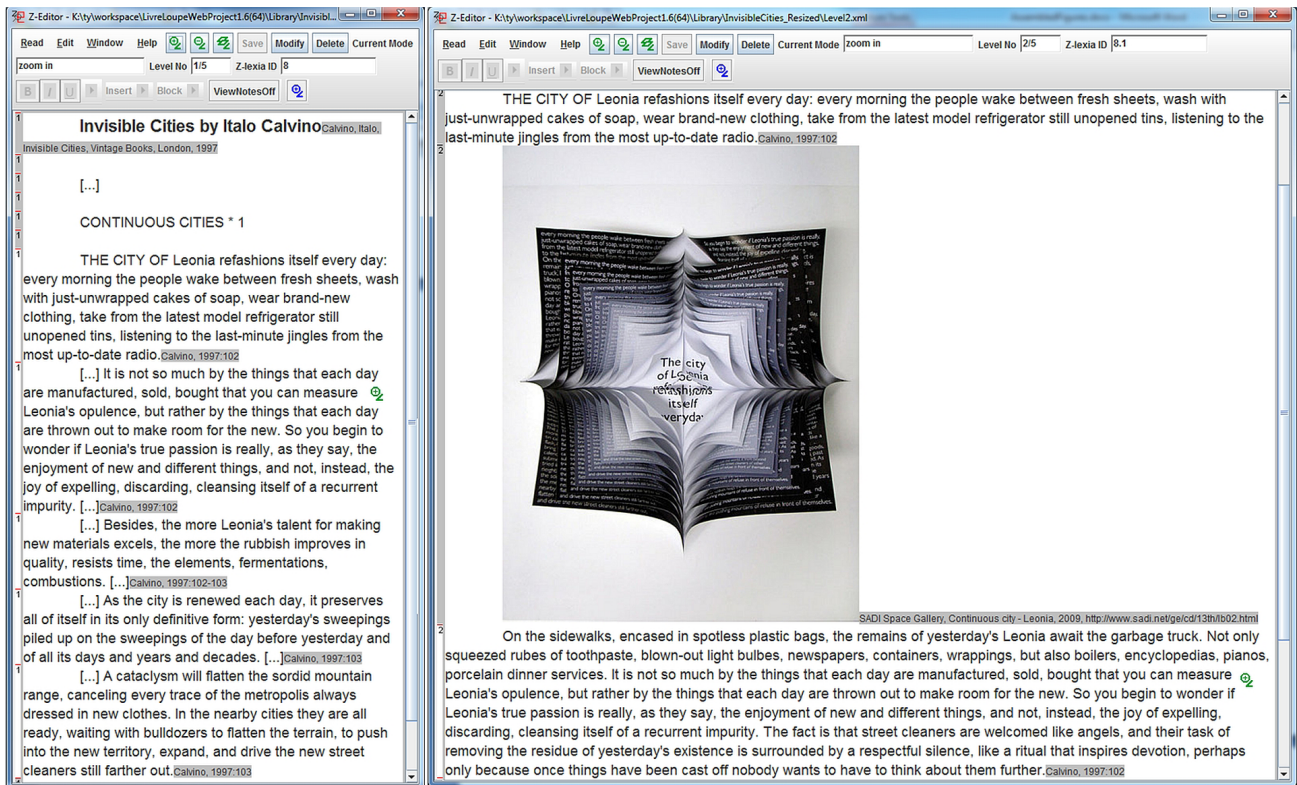 Z-Editor - K:\ty\workspace\LivreLoupeWebProject1.6(64)\Library\Invisibl...
Read Edit Window Help Save Modify Delete Current Mode
zoom in Level No 1/5 Z-lexia ID 8
B I U Insert Block ViewNotesOff
Invisible Cities by Italo Calvino Calvino, Italo,
Invisible Cities, Vintage Books, London, 1997
[...]
CONTINUOUS CITIES * 1
THE CITY OF Leonia refashions itself every day:
every morning the people wake between fresh sheets, wash
with just-unwrapped cakes of soap, wear brand-new
clothing, take from the latest model refrigerator still
unopened tins, listening to the last-minute jingles from the
most up-to-date radio.Calvino, 1997:102
[...] It is not so much by the things that each day
are manufactured, sold, bought that you can measure
Leonia's opulence, but rather by the things that each day
are thrown out to make room for the new. So you begin to
wonder if Leonia's true passion is really, as they say, the
enjoyment of new and different things, and not, instead, the
joy of expelling, discarding, cleansing itself of a recurrent
impurity. [...]Calvino, 1997:102
[...] Besides, the more Leonia's talent for making
new materials excels, the more the rubbish improves in
quality, resists time, the elements, fermentations,
combustions. [...]Calvino, 1997:102-103
[...] As the city is renewed each day, it preserves
all of itself in its only definitive form: yesterday's sweepings
piled up on the sweepings of the day before yesterday and
of all its days and years and decades. [...]Calvino, 1997:103
[...] A cataclysm will flatten the sordid mountain
range, canceling every trace of the metropolis always
dressed in new clothes. In the nearby cities they are all
ready, waiting with bulldozers to flatten the terrain, to push
into the new territory, expand, and drive the new street
cleaners still farther out.Calvino, 1997:103
Z-Editor - K:\ty\workspace\LivreLoupeWebProject1.6(64)\Library\InvisibleCities_Resized\Level2.xml
Read Edit Window Help Save Modify Delete Current Mode zoom in Level No 2/5 Z-lexia ID 8.1
B I U Insert Block ViewNotesOff
THE CITY OF Leonia refashions itself every day: every morning the people wake between fresh sheets, wash with
just-unwrapped cakes of soap, wear brand-new clothing, take from the latest model refrigerator still unopened tins, listening to the
last-minute jingles from the most up-to-date radio.Calvino, 1997:102
The city
of Leonia
refashions
itself
everyday
SADI Space Gallery, Continuous city - Leonia, 2009, http://www.sadi.net/ge/cd/13th/lb02.html
On the sidewalks, encased in spotless plastic bags, the remains of yesterday's Leonia await the garbage truck. Not only
squeezed rubes of toothpaste, blown-out light bulbes, newspapers, containers, wrappings, but also boilers, encyclopedias, pianos,
porcelain dinner services. It is not so much by the things that each day are manufactured, sold, bought that you can measure
Leonia's opulence, but rather by the things that each day are thrown out to make room for the new. So you begin to wonder if
Leonia's true passion is really, as they say, the enjoyment of new and different things, and not, instead, the joy of expelling,
discarding, cleansing itself of a recurrent impurity. The fact is that street cleaners are welcomed like angels, and their task of
removing the residue of yesterday's existence is surrounded by a respectful silence, like a ritual that inspires devotion, perhaps
only because once things have been cast off nobody wants to have to think about them further.Calvino, 1997:102